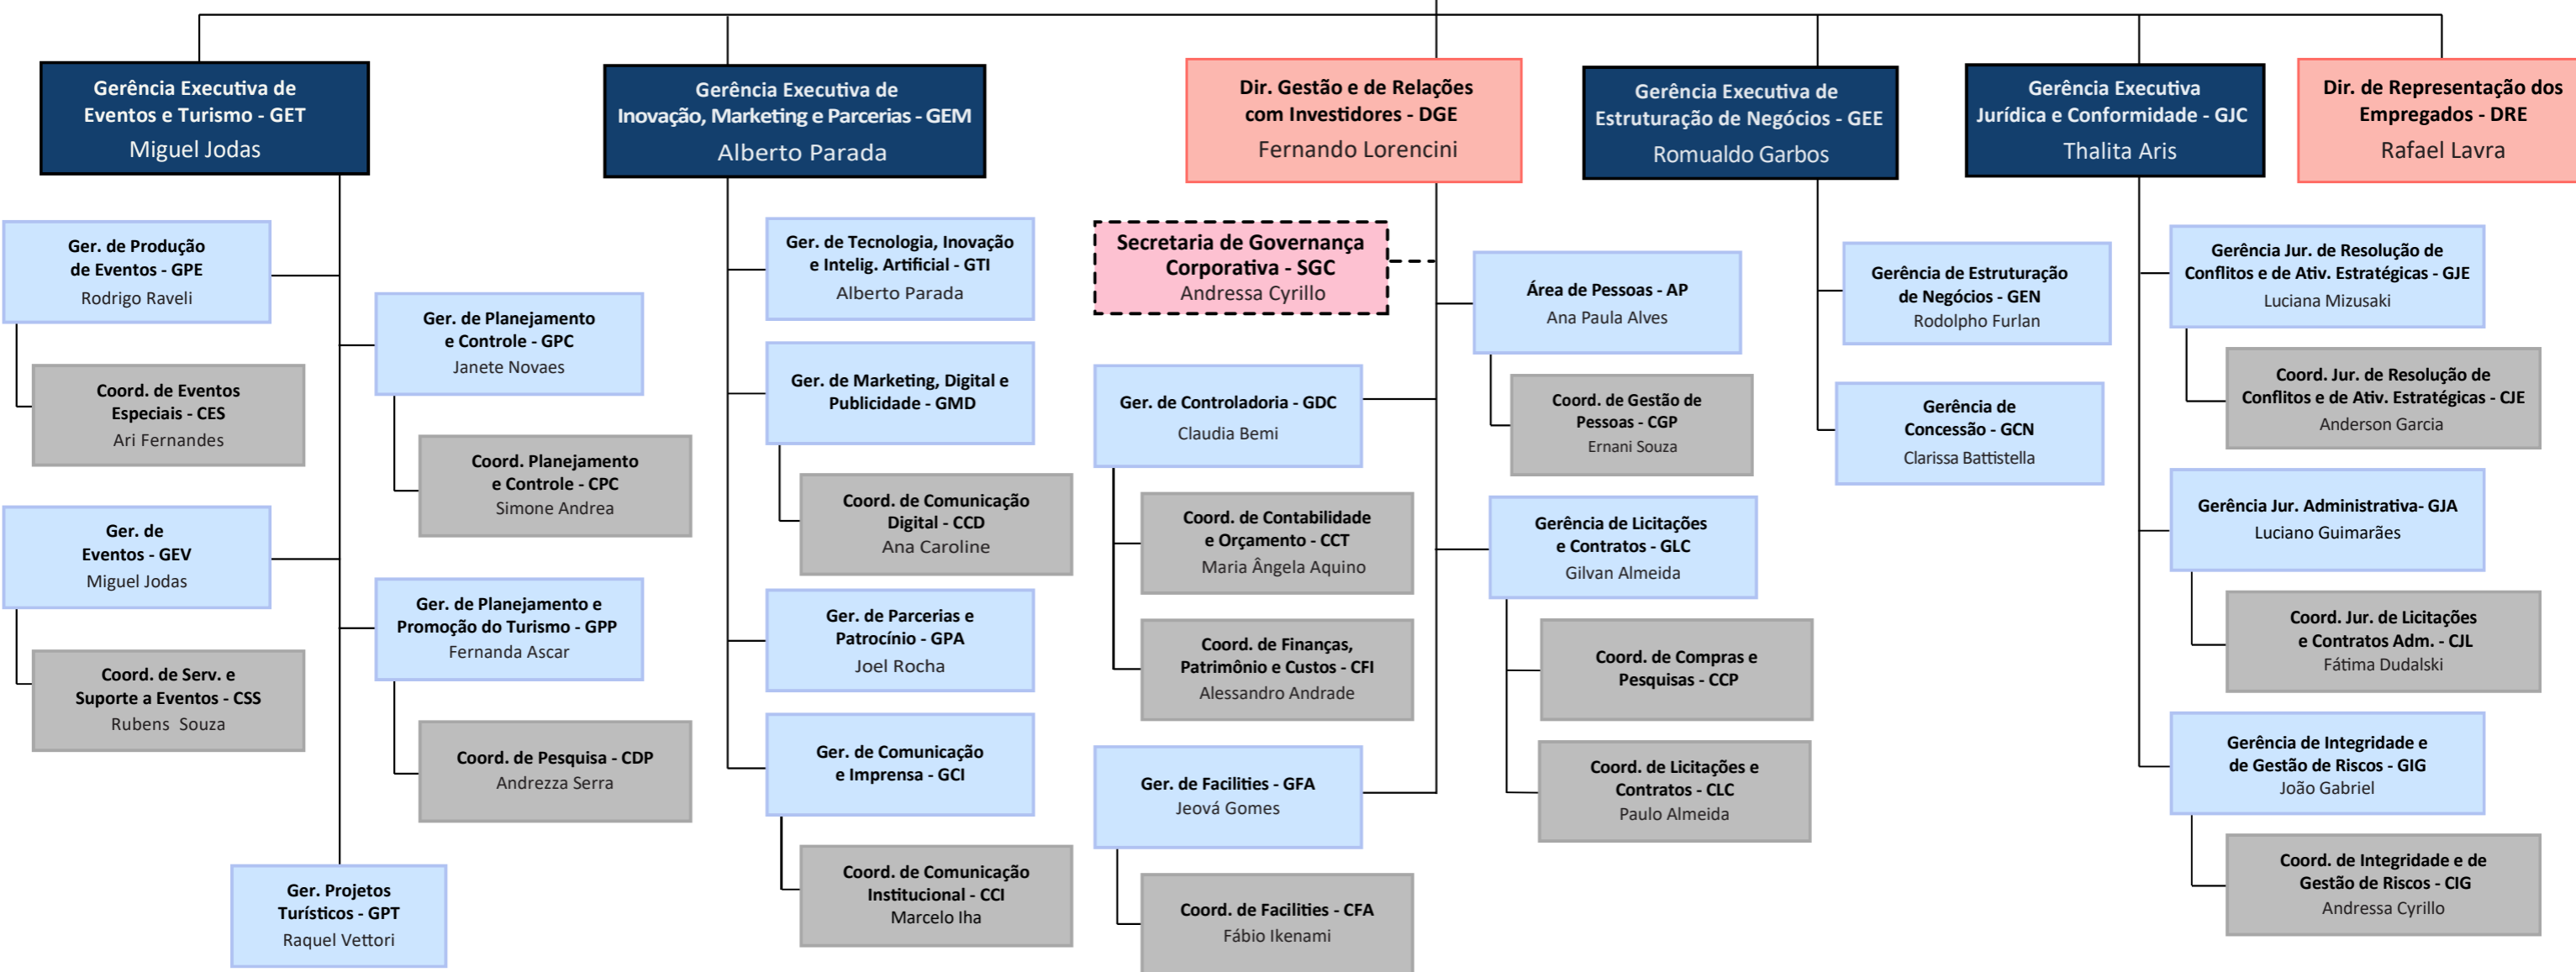 Gerência Executiva de
Eventos e Turismo - GET
Miguel Jodas
Gerência Executiva de
Inovação, Marketing e Parcerias - GEM
Alberto Parada
Dir. Gestão e de Relações
com Investidores - DGE
Fernando Lorencini
Gerência Executiva de
Estruturação de Negócios - GEE
Romualdo Garbos
Gerência Executiva
Jurídica e Conformidade - GJC
Thalita Aris
Dir. de Representação dos
Empregados - DRE
Rafael Lavra
Ger. de Produção
de Eventos - GPE
Rodrigo Raveli
Coord. de Eventos
Especiais - CES
Ari Fernandes
Ger. de
Eventos - GEV
Miguel Jodas
Coord. de Serv. e
Suporte a Eventos - CSS
Rubens  Souza
Ger. de Planejamento
e Controle - GPC
Janete Novaes
Coord. Planejamento
e Controle - CPC
Simone Andrea
Ger. de Planejamento e
Promoção do Turismo - GPP
Fernanda Ascar
Coord. de Pesquisa - CDP
Andrezza Serra
Ger. Projetos
Turísticos - GPT
Raquel Vettori
Ger. de Tecnologia, Inovação
e Intelig. Artificial - GTI
Alberto Parada
Ger. de Marketing, Digital e
Publicidade - GMD
Coord. de Comunicação
Digital - CCD
Ana Caroline
Ger. de Parcerias e
Patrocínio - GPA
Joel Rocha
Ger. de Comunicação
e Imprensa - GCI
Coord. de Comunicação
Institucional - CCI
Marcelo Iha
Secretaria de Governança
Corporativa - SGC
Andressa Cyrillo
Ger. de Controladoria - GDC
Claudia Bemi
Coord. de Contabilidade
e Orçamento - CCT
Maria Ângela Aquino
Coord. de Finanças,
Patrimônio e Custos - CFI
Alessandro Andrade
Ger. de Facilities - GFA
Jeová Gomes
Coord. de Facilities - CFA
Fábio Ikenami
Área de Pessoas - AP
Ana Paula Alves
Coord. de Gestão de
Pessoas - CGP
Ernani Souza
Gerência de Licitações
e Contratos - GLC
Gilvan Almeida
Coord. de Compras e
Pesquisas - CCP
Coord. de Licitações e
Contratos - CLC
Paulo Almeida
Gerência de Estruturação
de Negócios - GEN
Rodolpho Furlan
Gerência de
Concessão - GCN
Clarissa Battistella
Gerência Jur. de Resolução de
Conflitos e de Ativ. Estratégicas - GJE
Luciana Mizusaki
Coord. Jur. de Resolução de
Conflitos e de Ativ. Estratégicas - CJE
Anderson Garcia
Gerência Jur. Administrativa- GJA
Luciano Guimarães
Coord. Jur. de Licitações
e Contratos Adm. - CJL
Fátima Dudalski
Gerência de Integridade e
de Gestão de Riscos - GIG
João Gabriel
Coord. de Integridade e de
Gestão de Riscos - CIG
Andressa Cyrillo